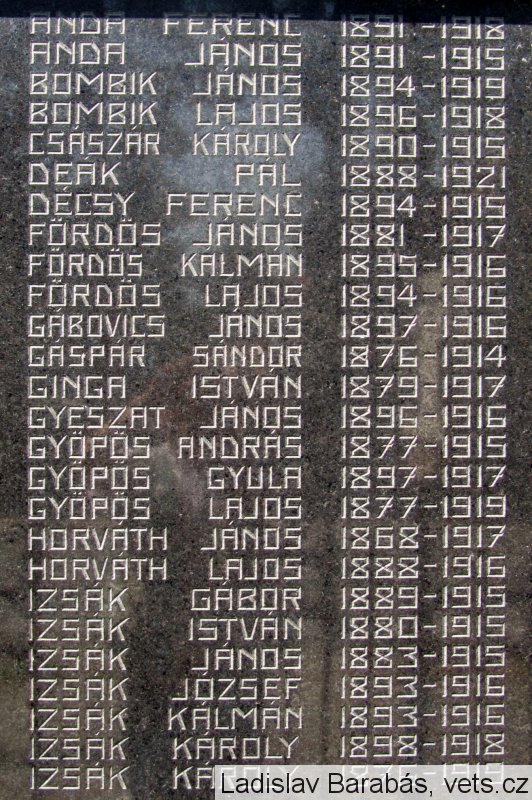 ANDA FERENC 1891-1918
ANDA JÁNOS 1891-1915
BOMBIK JÁNOS 1894-1919
BOMBIK LAJOS 1896-1918
CSÁSZÁR KÁROLY 1890-1915
DEÁK PÁL 1888-1921
DÉCSY FERENC 1894-1915
FÖRDÖS JÁNOS 1881-1917
FÖRDÖS KÁLMÁN 1895-1916
FÖRDÖS LAJOS 1894-1916
GÁBOVICS JÁNOS 1897-1916
GÁSPÁR SÁNDOR 1876-1914
GINGA ISTVÁN 1879-1917
GYESZAT JÁNOS 1896-1916
GYÖPÖS ANDRÁS 1877-1915
GYÖPÖS GYULA 1897-1917
GYÖPÖS LAJOS 1877-1919
HORVÁTH JÁNOS 1868-1917
HORVÁTH LAJOS 1888-1916
IZSÁK GÁBOR 1889-1915
IZSÁK ISTVÁN 1880-1915
IZSÁK JÁNOS 1883-1915
IZSÁK JÓZSEF 1893-1916
IZSÁK KÁLMÁN 1893-1916
IZSÁK KÁROLY 1898-1918
IZSÁK KÁROLY
Ladislav Barabás, vets.cz